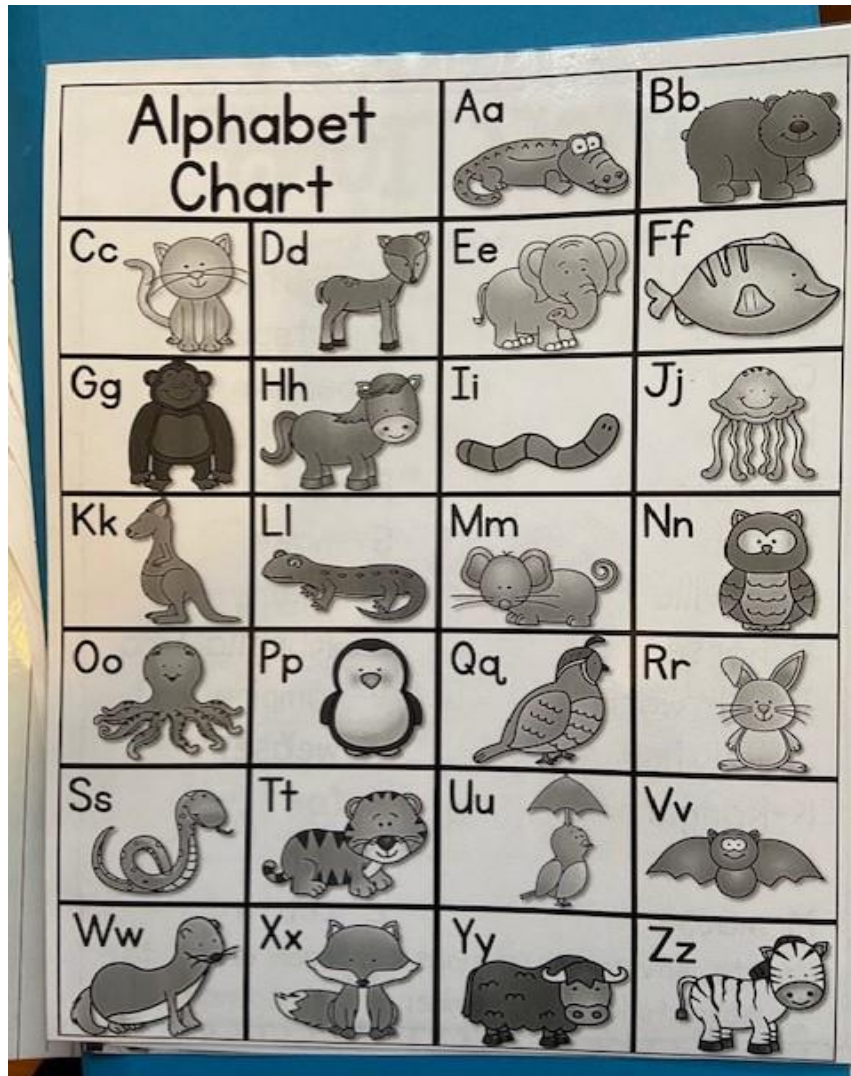 Alphabet
Chart
Aa
Bb
Cc
Dd
Ee
Ff
Gg
Hh
Ii
Jj
Kk
Ll
Mm
Nn
Oo
Pp
Qq
Rr
Ss
Tt
Uu
Vv
Ww
Xx
Yy
Zz